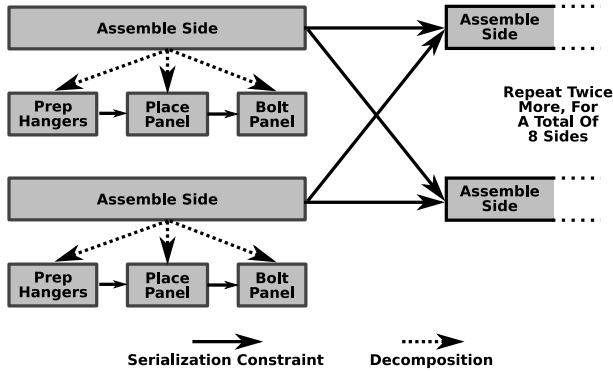 Assemble Side
Assemble
Side
Prep
Hangers
Place
Panel
Bolt
Panel
Repeat Twice
More, For
A Total Of
8 Sides
Assemble Side
Assemble
Side
Prep
Hangers
Place
Panel
Bolt
Panel
Serialization Constraint
Decomposition